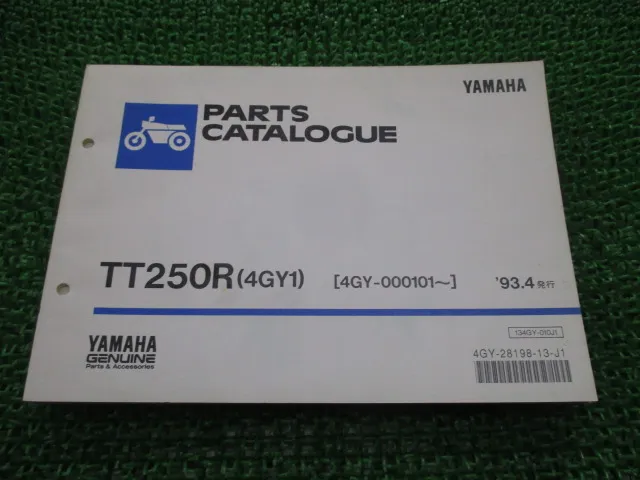 YAMAHA
PARTS
CATALOGUE
TT250R (4GY1) [4GY-000101~] '93.4 発行
134GY-010J1
4GY-28198-13-J1
YAMAHA
GENUINE
Parts & Accessories